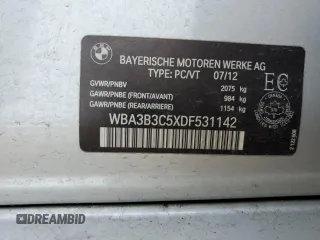 BMW
BAYERISCHE MOTOREN WERKE AG
TYPE: PC/VT 07/12
GVWR/PNBV 2075 kg
GAWR/PNBE (FRONT/AVANT) 984 kg
GAWR/PNBE (REAR/ARRIERE) 1154 kg
WBA3B3C5XDF531142
DREAMBID